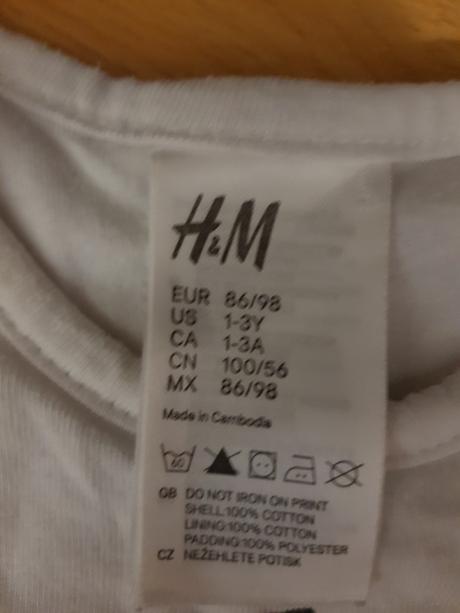 H&M
EUR 86/98
US 1-3Y
CA 1-3A
CN 100/56
MX 86/98
Made in Cambodia
60
GB DO NOT IRON ON PRINT
SHELL:100% COTTON
LINING:100% COTTON
PADDING:100% POLYESTER
CZ NEŽEHLETE POTISK